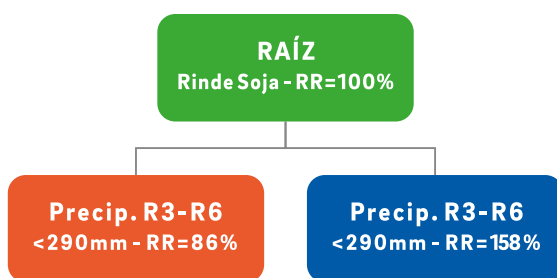 RAÍZ
Rinde Soja - RR=100%
Precip. R3-R6
<290mm - RR=86%
Precip. R3-R6
<290mm - RR=158%